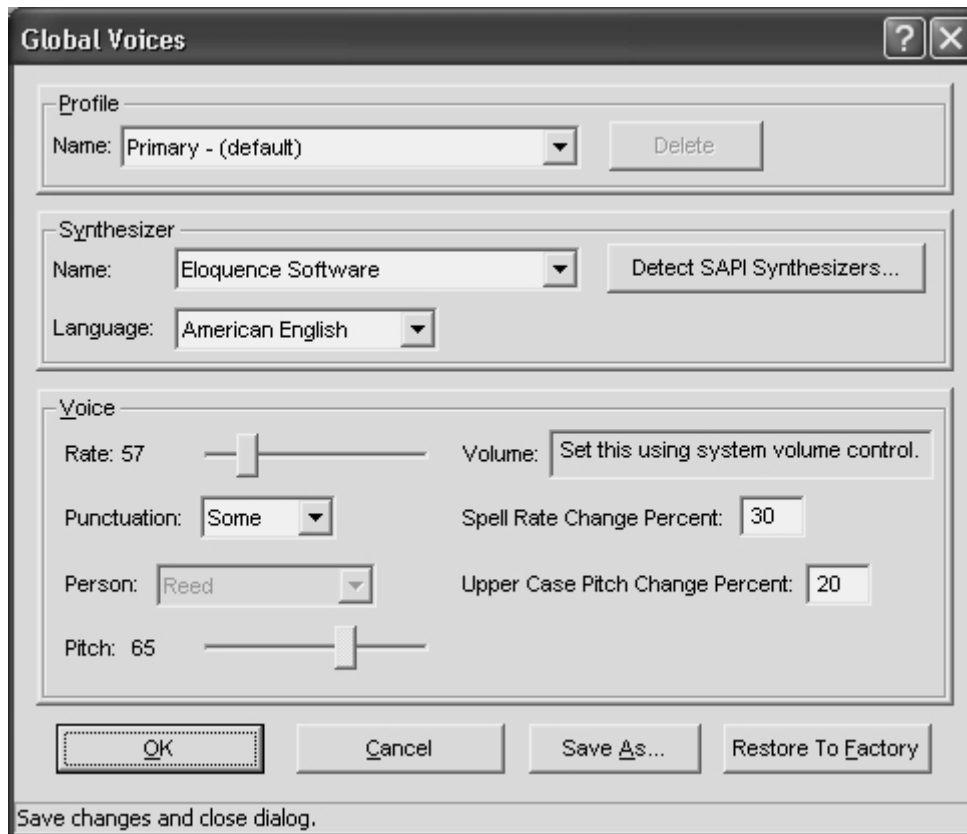 Global Voices
Profile
Name: Primary - (default) Delete
Synthesizer
Name: Eloquence Software Detect SAPI Synthesizers...
Language: American English
Voice
Rate: 57 Volume: Set this using system volume control.
Punctuation: Some Spell Rate Change Percent: 30
Person: Reed Upper Case Pitch Change Percent: 20
Pitch: 65
OK Cancel Save As... Restore To Factory
Save changes and close dialog.